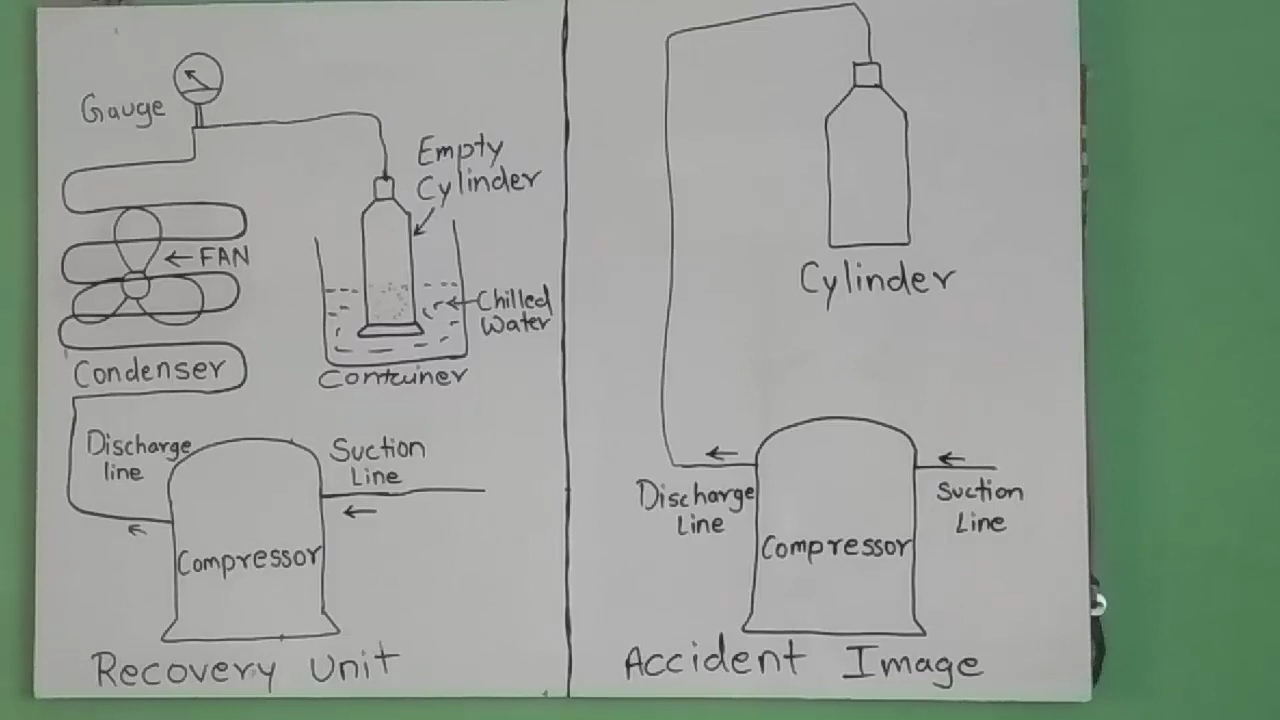 Gauge
Empty
Cylinder
← FAN
Chilled
Water
Condenser
Container
Discharge
line
Suction
Line
Compressor
Recovery Unit
Cylinder
Discharge
Line
Suction
Line
Compressor
Accident Image